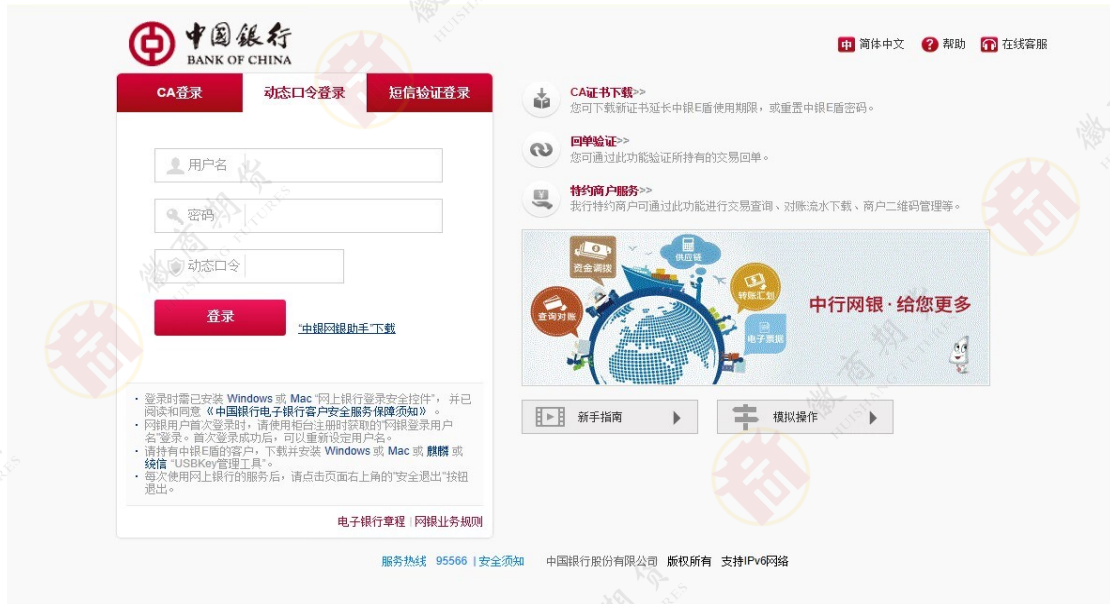 中国银行
BANK OF CHINA
简体中文 帮助 在线客服
CA登录 动态口令登录 短信验证登录
用户名
密码
动态口令
登录 “中银网银助手”下载
· 登录时需已安装 Windows 或 Mac “网上银行登录安全控件”，并已
阅读和同意《中国银行电子银行客户安全服务保障须知》。
· 网银用户首次登录时，请使用柜台注册时获取的“网银登录用户
名”登录。首次登录成功后，可以重新设定用户名。
· 请持有中银E盾的客户，下载并安装 Windows 或 Mac 或 麒麟 或
统信 “USBKey管理工具”。
· 每次使用网上银行的服务后，请点击页面右上角的“安全退出”按钮
退出。
电子银行章程 | 网银业务规则
CA证书下载>>
您可下载新证书延长中银E盾使用期限，或重置中银E盾密码。
回单验证>>
您可通过此功能验证所持有的交易回单。
特约商户服务>>
我行特约商户可通过此功能进行交易查询、对账流水下载、商户二维码管理等。
资金调拨
供应链
转账汇划
查询对账
电子票据
中行网银·给您更多
新手指南 模拟操作
服务热线 95566 | 安全须知 中国银行股份有限公司 版权所有 支持IPv6网络
徽商期货
HUISHANG FUTURES